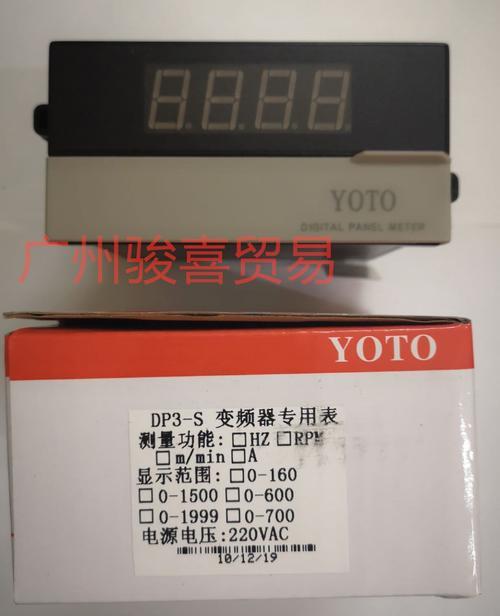 YOTO
DIGITAL PANEL METER
广州骏喜贸易
YOTO
DP3-S 变频器专用表
测量功能:□HZ □RPM
□m/min □A
显示范围:□0-160
□0-1500 □0-600
□0-1999 □0-700
电源电压:220VAC
10/12/19